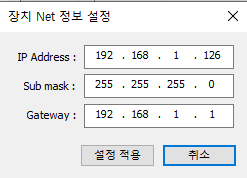 장치 Net 정보 설정
IP Address : 192 . 168 . 1 . 126
Sub mask : 255 . 255 . 255 . 0
Gateway : 192 . 168 . 1 . 1
설정 적용 취소